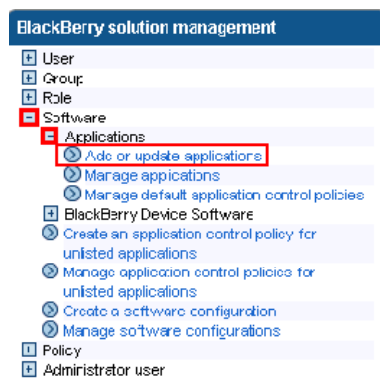 BlackBerry solution management
User
Group
Role
Software
Applications
Add or update applications
Manage applications
Manage default application control policies
BlackBerry Device Software
Create an application control policy for
unlisted applications
Manage application control policies for
unlisted applications
Create a software configuration
Manage software configurations
Policy
Administrator user